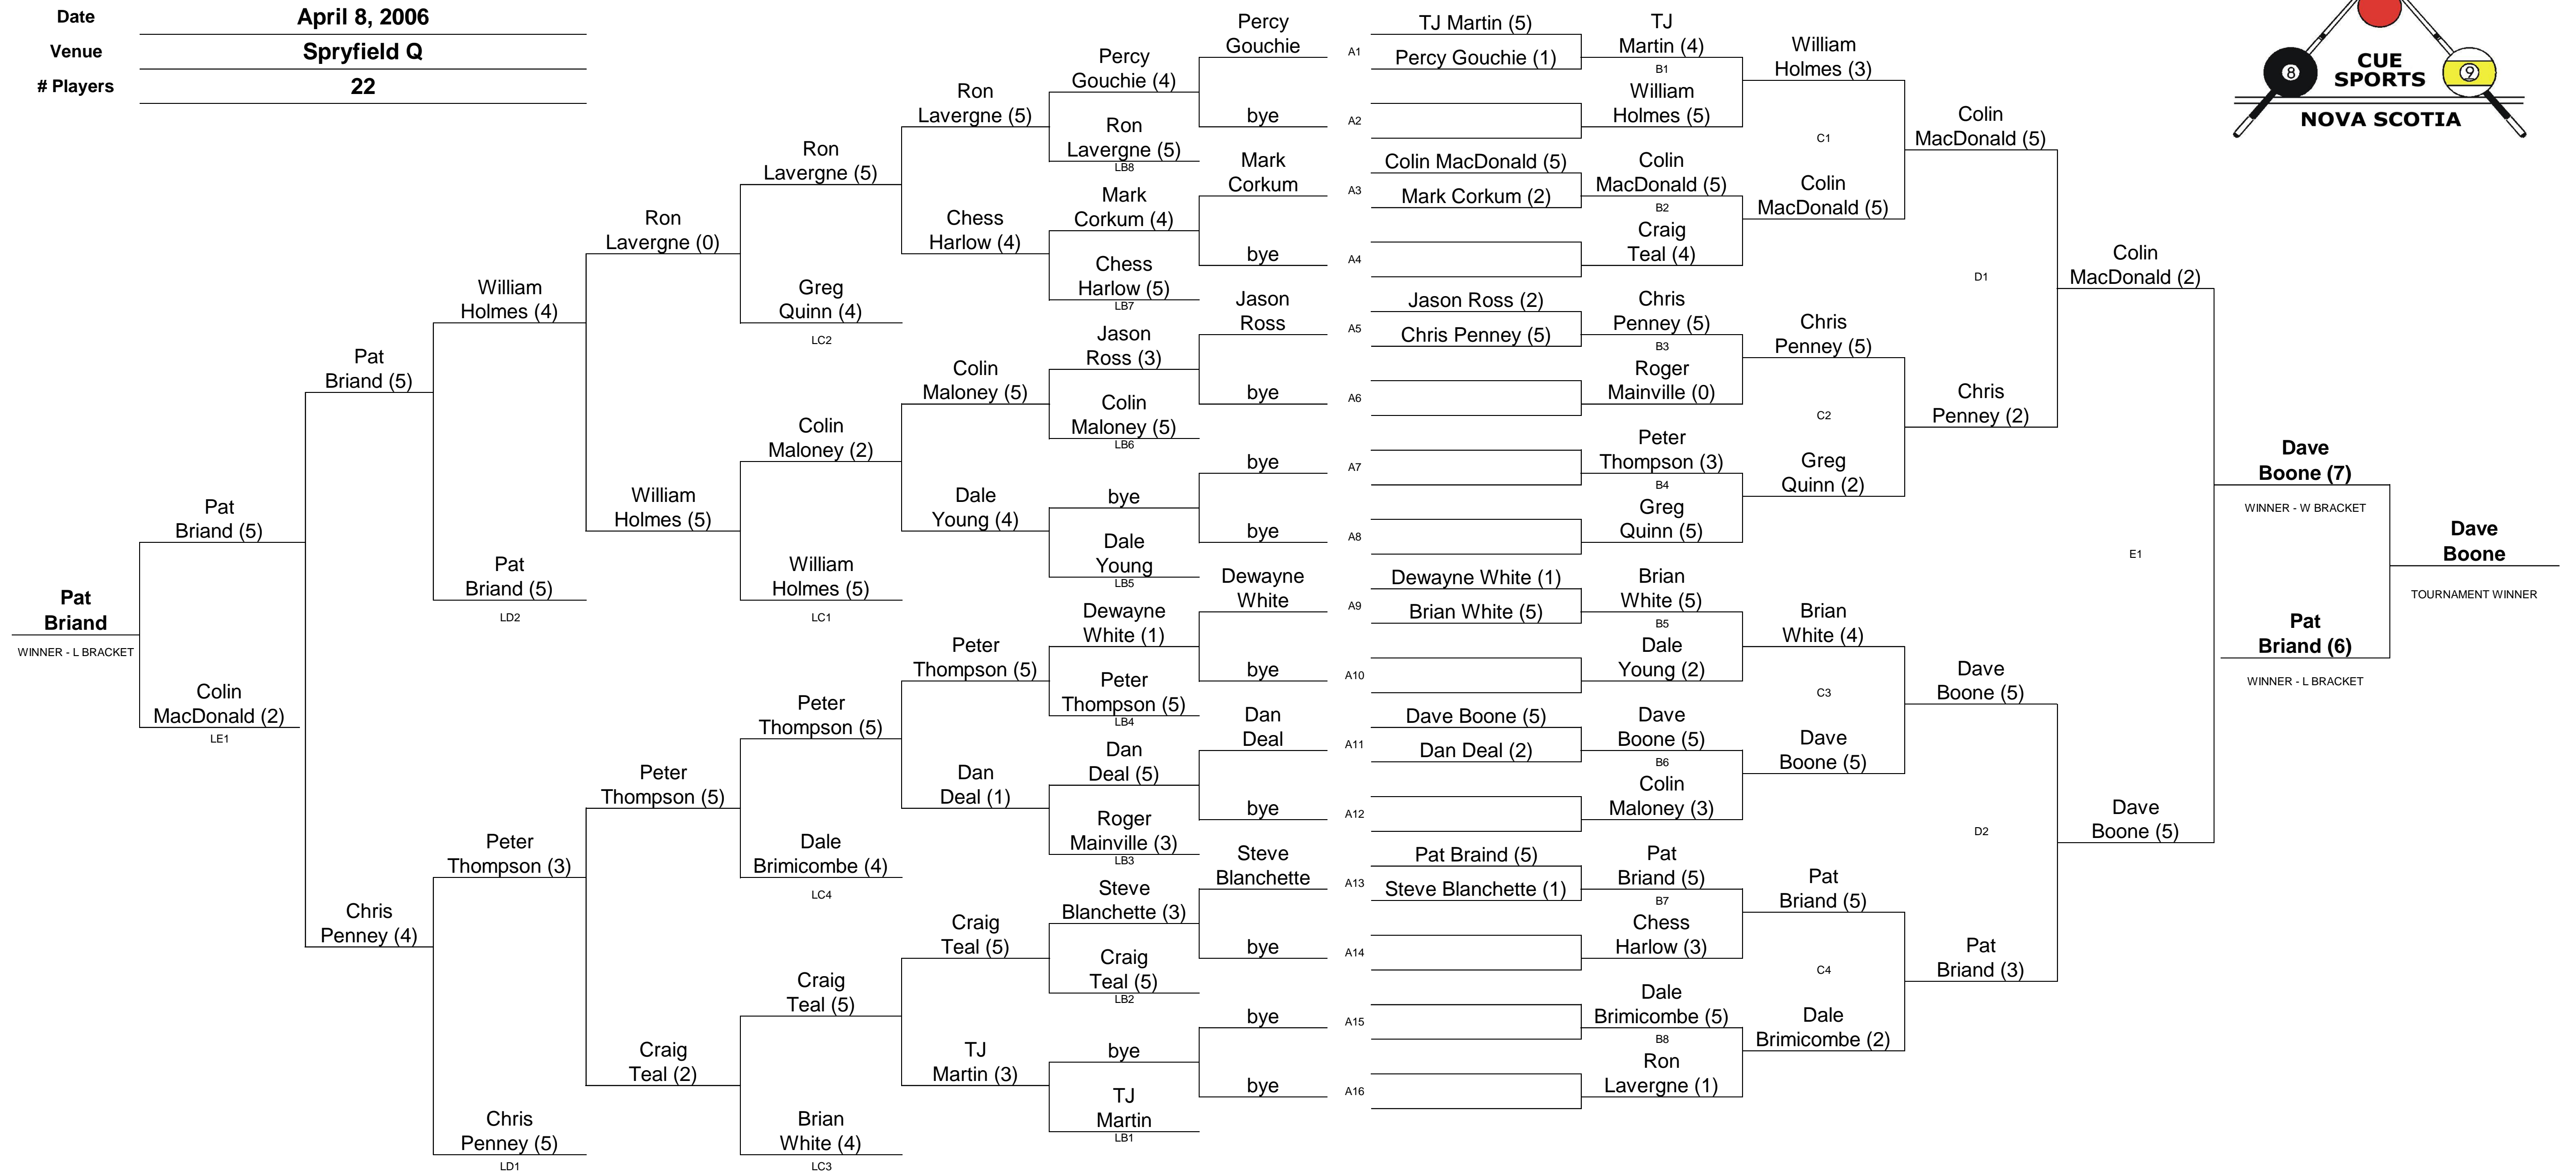 Date
April 8, 2006
Venue
Spryfield Q
# Players
22
Pat
Briand
WINNER - L BRACKET
Pat
Briand (5)
Colin
MacDonald (2)
LE1
Pat
Briand (5)
Chris
Penney (4)
William
Holmes (4)
Pat
Briand (5)
LD2
Peter
Thompson (3)
Chris
Penney (5)
LD1
Ron
Lavergne (0)
William
Holmes (5)
Peter
Thompson (5)
Craig
Teal (2)
Ron
Lavergne (5)
Greg
Quinn (4)
LC2
Colin
Maloney (2)
William
Holmes (5)
LC1
Peter
Thompson (5)
Dale
Brimicombe (4)
LC4
Craig
Teal (5)
Brian
White (4)
LC3
Ron
Lavergne (5)
Chess
Harlow (4)
Colin
Maloney (5)
Dale
Young (4)
Peter
Thompson (5)
Dan
Deal (1)
Craig
Teal (5)
TJ
Martin (3)
Percy
Gouchie (4)
Ron
Lavergne (5)
LB8
Mark
Corkum (4)
Chess
Harlow (5)
LB7
Jason
Ross (3)
Colin
Maloney (5)
LB6
bye
Dale
Young
LB5
Dewayne
White (1)
Peter
Thompson (5)
LB4
Dan
Deal (5)
Roger
Mainville (3)
LB3
Steve
Blanchette (3)
Craig
Teal (5)
LB2
bye
TJ
Martin
LB1
Percy
Gouchie
bye
Mark
Corkum
bye
Jason
Ross
bye
bye
bye
Dewayne
White
bye
Dan
Deal
bye
Steve
Blanchette
bye
bye
bye
A1
A2
A3
A4
A5
A6
A7
A8
A9
A10
A11
A12
A13
A14
A15
A16
TJ Martin (5)
Percy Gouchie (1)
Colin MacDonald (5)
Mark Corkum (2)
Jason Ross (2)
Chris Penney (5)
Dewayne White (1)
Brian White (5)
Dave Boone (5)
Dan Deal (2)
Pat Braind (5)
Steve Blanchette (1)
TJ
Martin (4)
B1
William
Holmes (5)
Colin
MacDonald (5)
B2
Craig
Teal (4)
Chris
Penney (5)
B3
Roger
Mainville (0)
Peter
Thompson (3)
B4
Greg
Quinn (5)
Brian
White (5)
B5
Dale
Young (2)
Dave
Boone (5)
B6
Colin
Maloney (3)
Pat
Briand (5)
B7
Chess
Harlow (3)
Dale
Brimicombe (5)
B8
Ron
Lavergne (1)
William
Holmes (3)
C1
Colin
MacDonald (5)
Chris
Penney (5)
C2
Greg
Quinn (2)
Brian
White (4)
C3
Dave
Boone (5)
Pat
Briand (5)
C4
Dale
Brimicombe (2)
Colin
MacDonald (5)
D1
Chris
Penney (2)
Dave
Boone (5)
D2
Pat
Briand (3)
Colin
MacDonald (2)
E1
Dave
Boone (5)
Dave
Boone (7)
WINNER - W BRACKET
Pat
Briand (6)
WINNER - L BRACKET
Dave
Boone
TOURNAMENT WINNER
8
CUE
SPORTS
9
NOVA SCOTIA